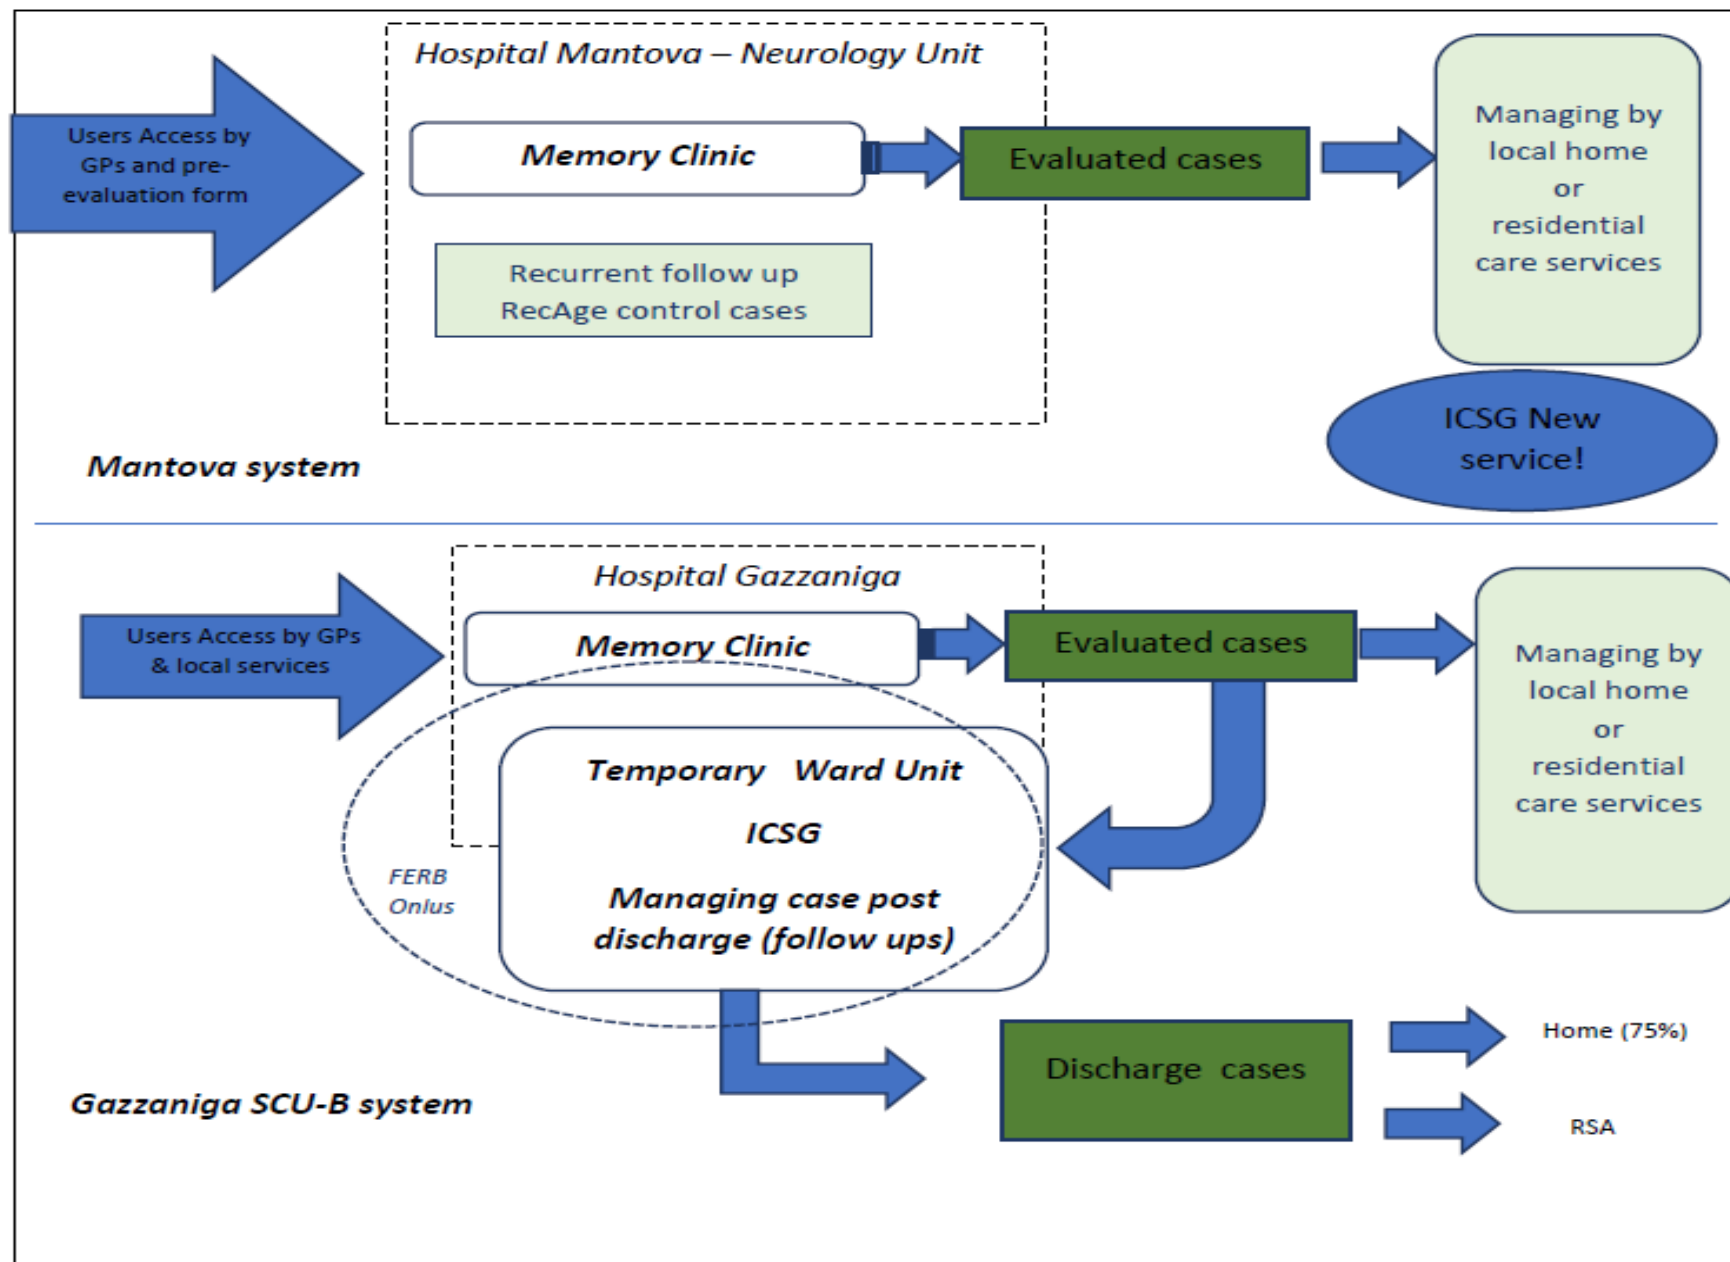 Hospital Mantova – Neurology Unit
Users Access by
GPs and pre-
evaluation form
Memory Clinic
Evaluated cases
Managing by
local home
or
residential
care services
Recurrent follow up
RecAge control cases
ICSG New
service!
Mantova system
Hospital Gazzaniga
Users Access by GPs
& local services
Memory Clinic
Evaluated cases
Managing by
local home
or
residential
care services
Temporary Ward Unit
ICSG
Managing case post
discharge (follow ups)
FERB
Onlus
Discharge cases
Home (75%)
RSA
Gazzaniga SCU-B system